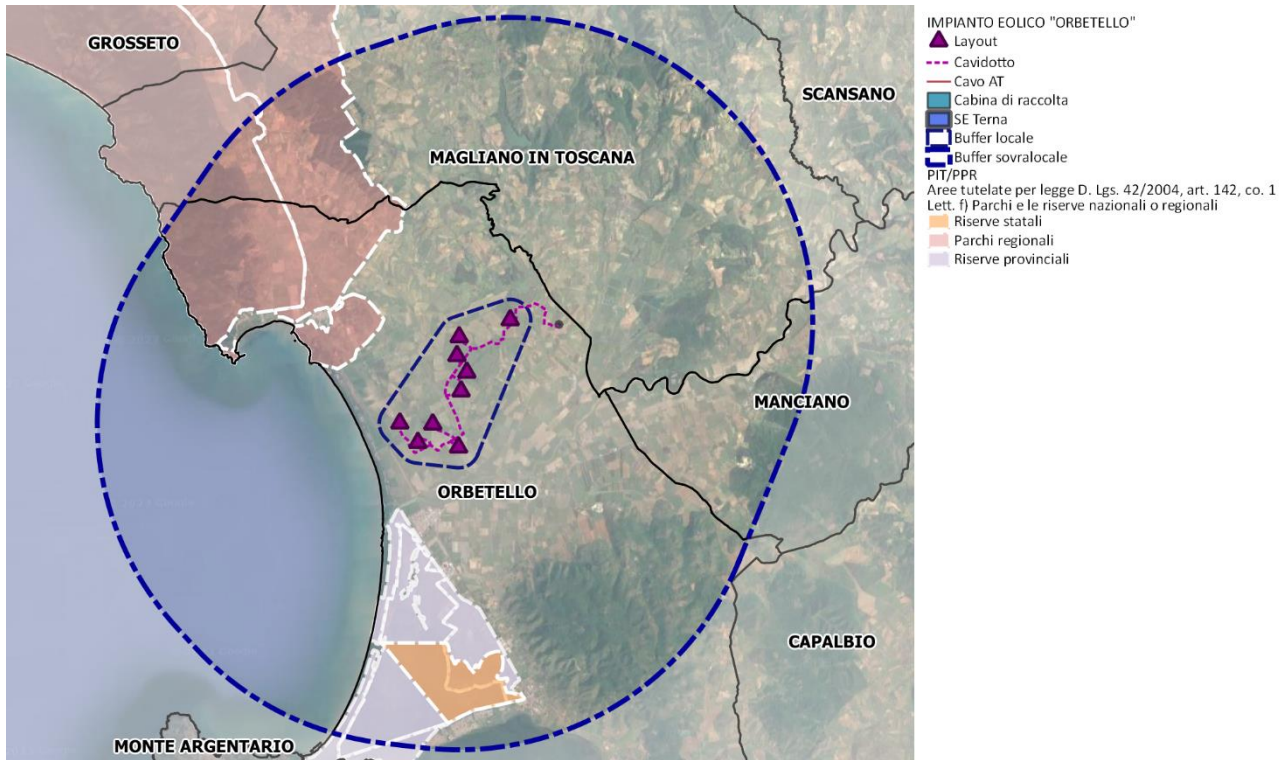 GROSSETO
SCANSANO
MAGLIANO IN TOSCANA
MANCIANO
ORBETELLO
CAPALBIO
MONTE ARGENTARIO
IMPIANTO EOLICO "ORBETELLO"
Layout
Cavidotto
Cavo AT
Cabina di raccolta
SE Terna
Buffer locale
Buffer sovralocale
PIT/PPR
Aree tutelate per legge D. Lgs. 42/2004, art. 142, co. 1
Lett. f) Parchi e le riserve nazionali o regionali
Riserve statali
Parchi regionali
Riserve provinciali